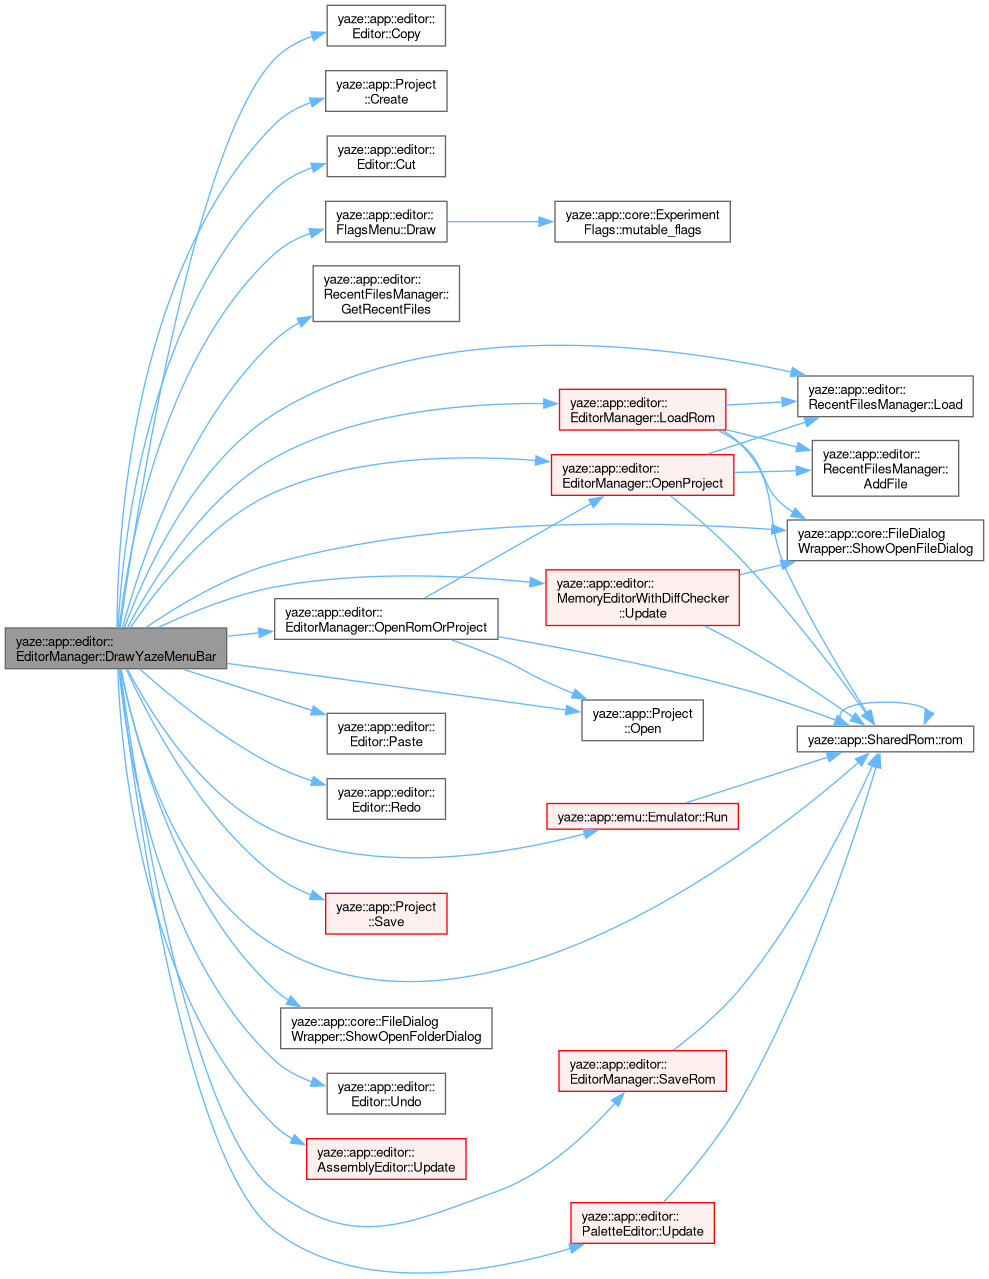 yaze::app::editor::
Editor::Copy
yaze::app::Project
::Create
yaze::app::editor::
Editor::Cut
yaze::app::editor::
FlagsMenu::Draw
yaze::app::core::Experiment
Flags::mutable_flags
yaze::app::editor::
RecentFilesManager::
GetRecentFiles
yaze::app::editor::
RecentFilesManager::Load
yaze::app::editor::
EditorManager::LoadRom
yaze::app::editor::
RecentFilesManager::
AddFile
yaze::app::editor::
EditorManager::OpenProject
yaze::app::core::FileDialog
Wrapper::ShowOpenFileDialog
yaze::app::editor::
MemoryEditorWithDiffChecker
::Update
yaze::app::editor::
EditorManager::OpenRomOrProject
yaze::app::editor::
EditorManager::DrawYazeMenuBar
yaze::app::Project
::Open
yaze::app::editor::
Editor::Paste
yaze::app::SharedRom::rom
yaze::app::editor::
Editor::Redo
yaze::app::emu::Emulator::Run
yaze::app::Project
::Save
yaze::app::core::FileDialog
Wrapper::ShowOpenFolderDialog
yaze::app::editor::
EditorManager::SaveRom
yaze::app::editor::
Editor::Undo
yaze::app::editor::
AssemblyEditor::Update
yaze::app::editor::
PaletteEditor::Update